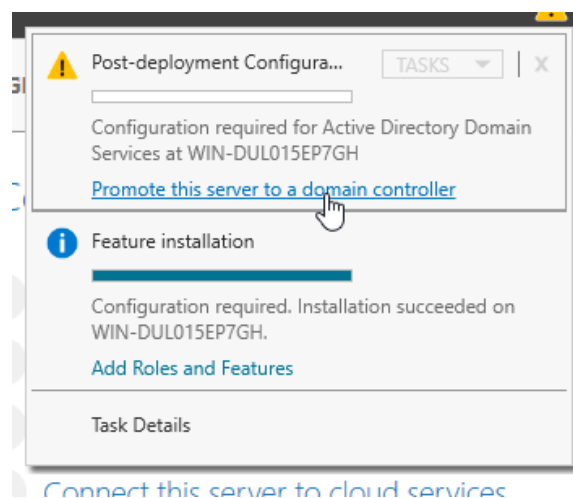 Post-deployment Configura...
TASKS
X
Configuration required for Active Directory Domain
Services at WIN-DUL015EP7GH
Promote this server to a domain controller
Feature installation
Configuration required. Installation succeeded on
WIN-DUL015EP7GH.
Add Roles and Features
Task Details
Connect this server to cloud services